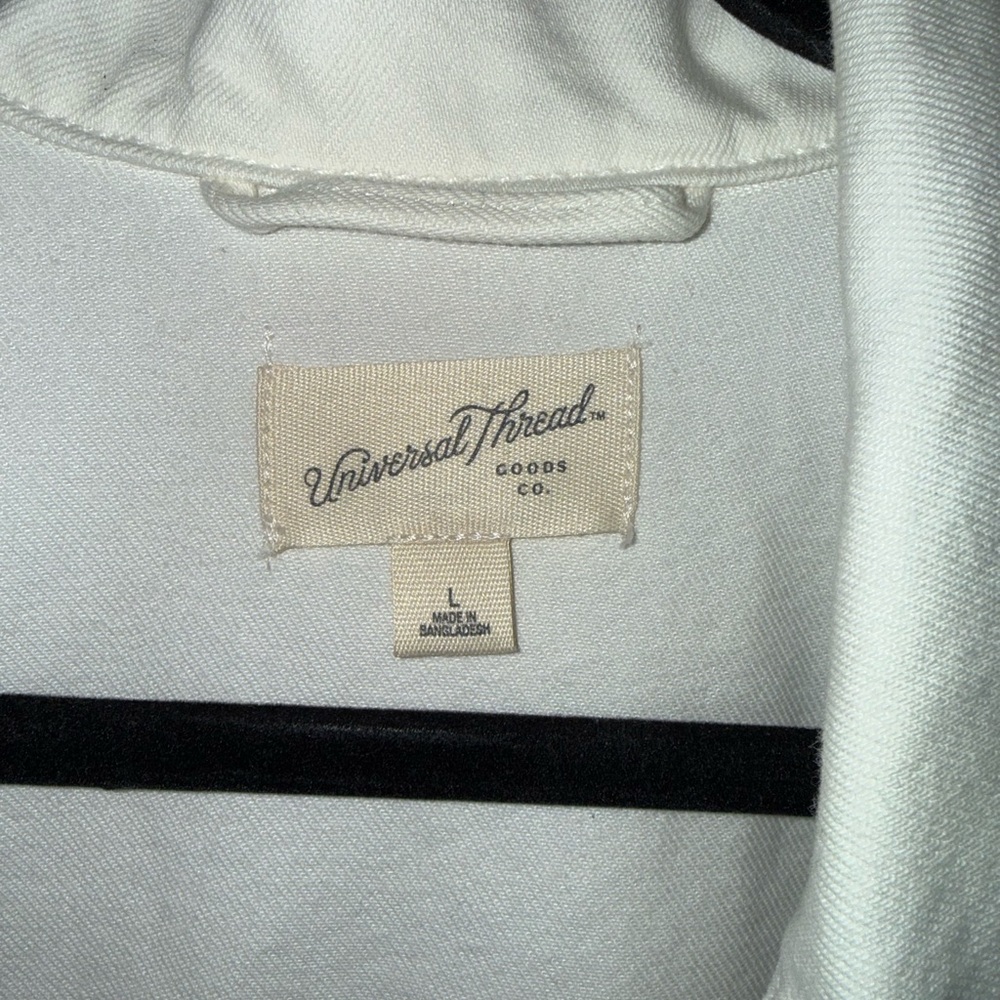 Universal Thread™
GOODS
CO.
L
MADE IN
BANGLADESH